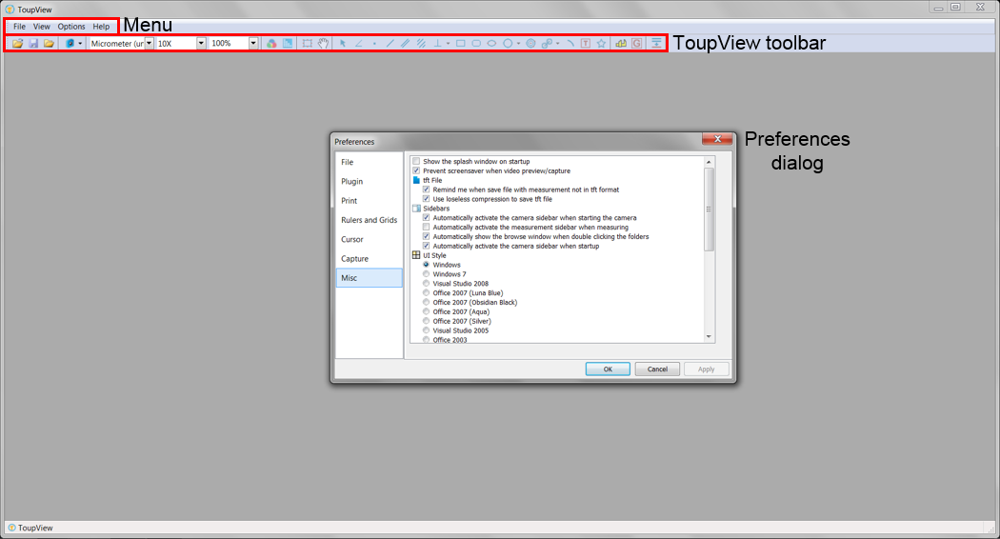 ToupView
File View Options Help Menu
Micrometer (un 10X 100% T G ToupView toolbar
Preferences
Preferences dialog
File
Plugin
Print
Rulers and Grids
Cursor
Capture
Misc
Show the splash window on startup
Prevent screensaver when video preview/capture
tft File
Remind me when save file with measurement not in tft format
Use loseless compression to save tft file
Sidebars
Automatically activate the camera sidebar when starting the camera
Automatically activate the measurement sidebar when measuring
Automatically show the browse window when double clicking the folders
Automatically activate the camera sidebar when startup
UI Style
Windows
Windows 7
Visual Studio 2008
Office 2007 (Luna Blue)
Office 2007 (Obsidian Black)
Office 2007 (Aqua)
Office 2007 (Silver)
Visual Studio 2005
Office 2003
OK Cancel Apply
ToupView